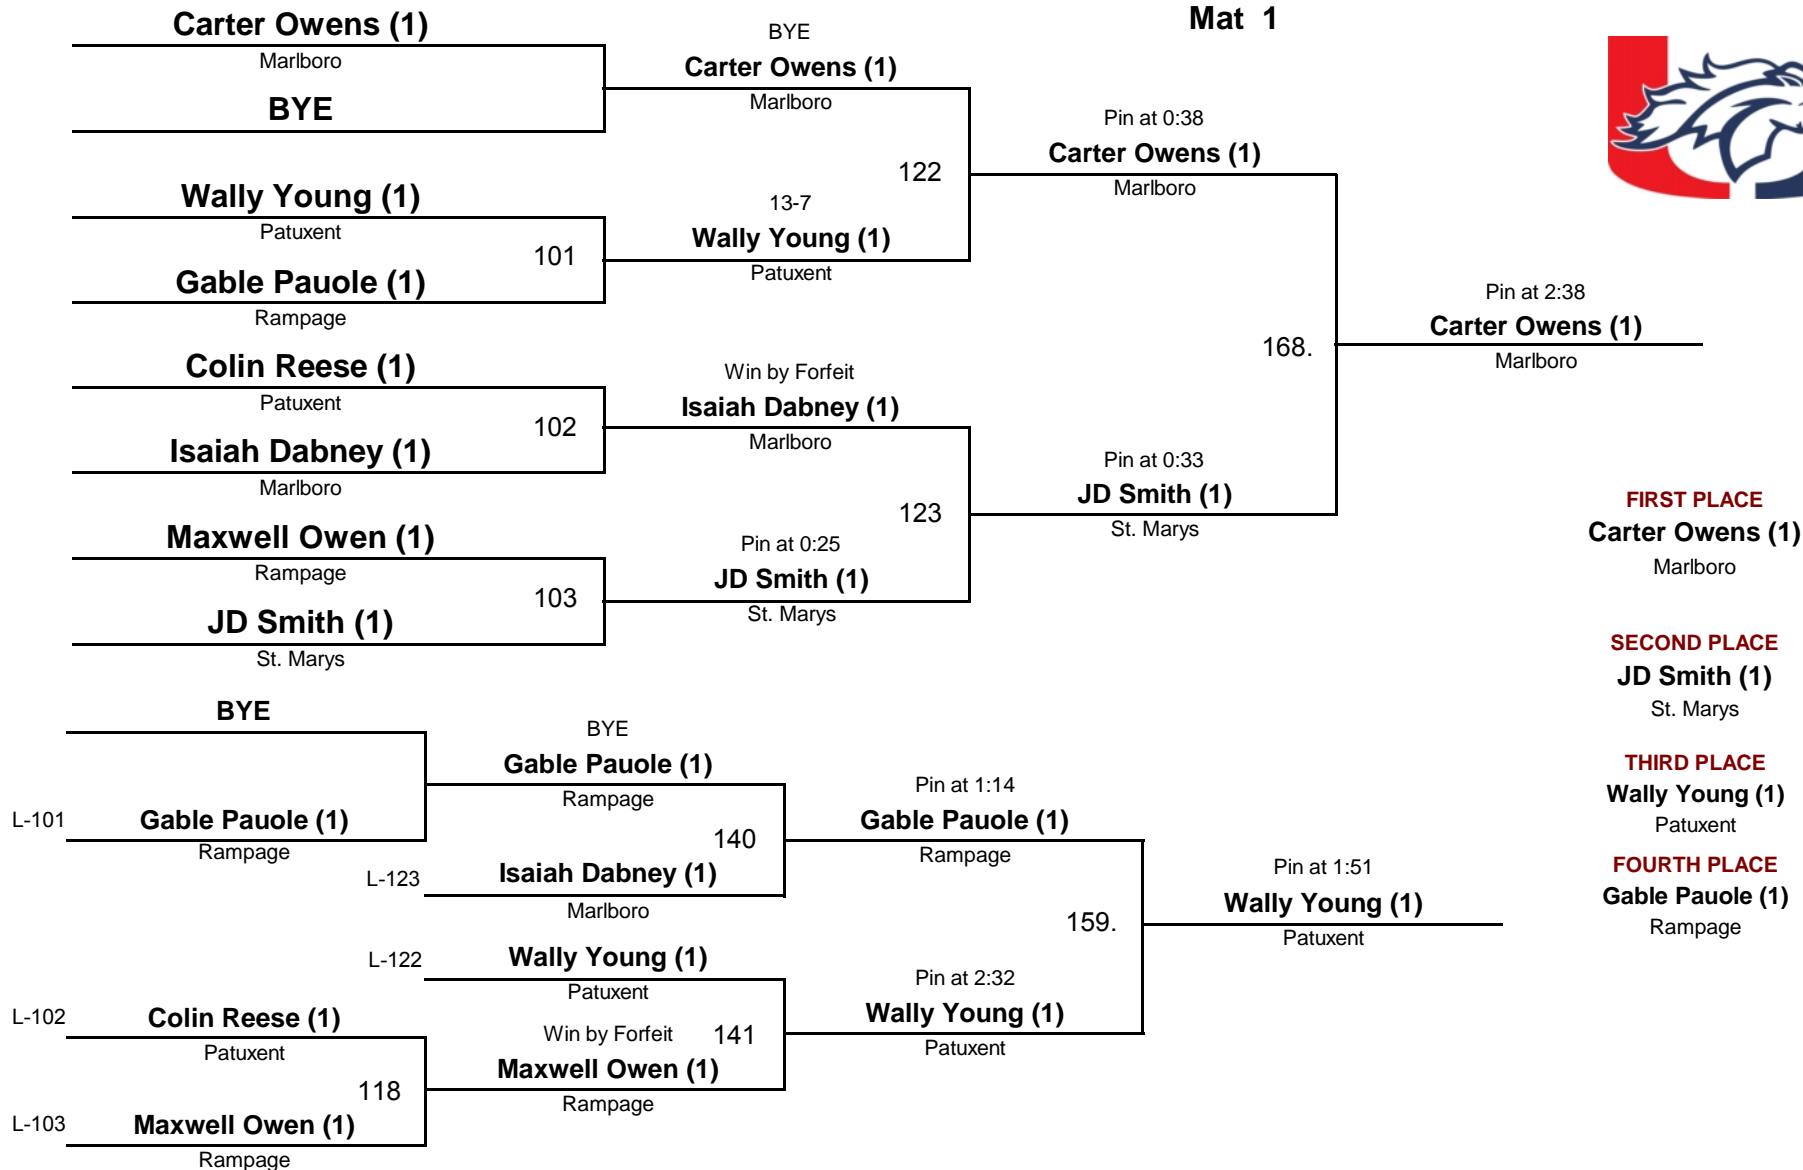 Mat 1
Carter Owens (1)
Marlboro
BYE
Wally Young (1)
Patuxent
101
Gable Pauole (1)
Rampage
Colin Reese (1)
Patuxent
102
Isaiah Dabney (1)
Marlboro
Maxwell Owen (1)
Rampage
103
JD Smith (1)
St. Marys
BYE
Carter Owens (1)
Marlboro
122
13-7
Wally Young (1)
Patuxent
Win by Forfeit
Isaiah Dabney (1)
Marlboro
123
Pin at 0:25
JD Smith (1)
St. Marys
Pin at 0:38
Carter Owens (1)
Marlboro
168.
Pin at 0:33
JD Smith (1)
St. Marys
Pin at 2:38
Carter Owens (1)
Marlboro
FIRST PLACE
Carter Owens (1)
Marlboro
SECOND PLACE
JD Smith (1)
St. Marys
THIRD PLACE
Wally Young (1)
Patuxent
FOURTH PLACE
Gable Pauole (1)
Rampage
BYE
L-101
Gable Pauole (1)
Rampage
L-102
Colin Reese (1)
Patuxent
118
L-103
Maxwell Owen (1)
Rampage
BYE
Gable Pauole (1)
Rampage
140
L-123
Isaiah Dabney (1)
Marlboro
L-122
Wally Young (1)
Patuxent
Win by Forfeit
141
Maxwell Owen (1)
Rampage
Pin at 1:14
Gable Pauole (1)
Rampage
159.
Pin at 2:32
Wally Young (1)
Patuxent
Pin at 1:51
Wally Young (1)
Patuxent